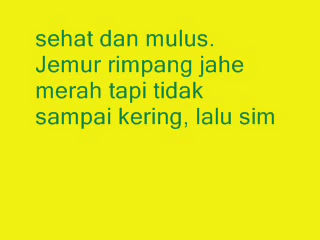 sehat dan mulus.
Jemur rimpang jahe
merah tapi tidak
sampai kering, lalu sim